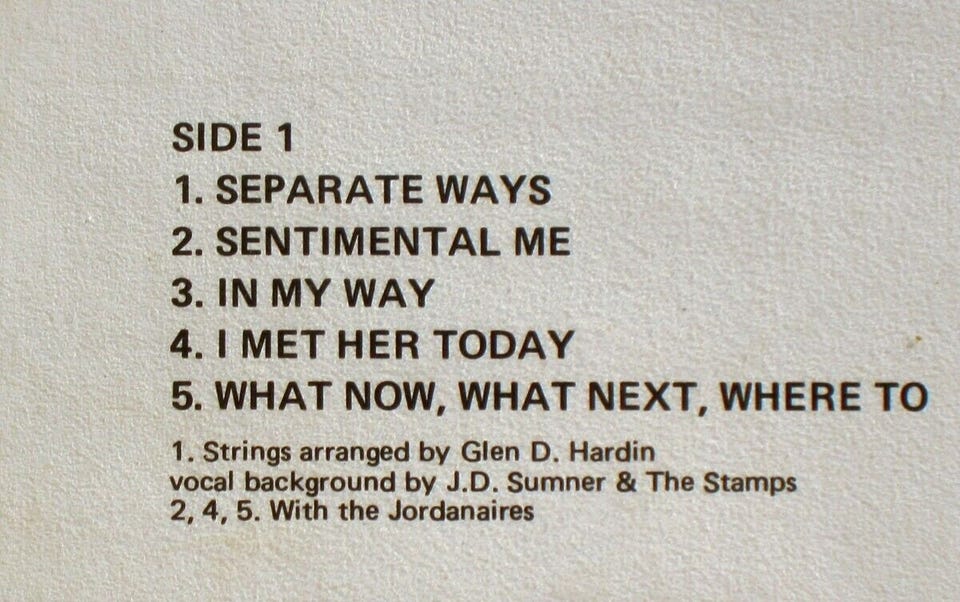 SIDE 1
1. SEPARATE WAYS
2. SENTIMENTAL ME
3. IN MY WAY
4. I MET HER TODAY
5. WHAT NOW, WHAT NEXT, WHERE TO
1. Strings arranged by Glen D. Hardin
vocal background by J.D. Sumner & The Stamps
2, 4, 5. With the Jordanaires